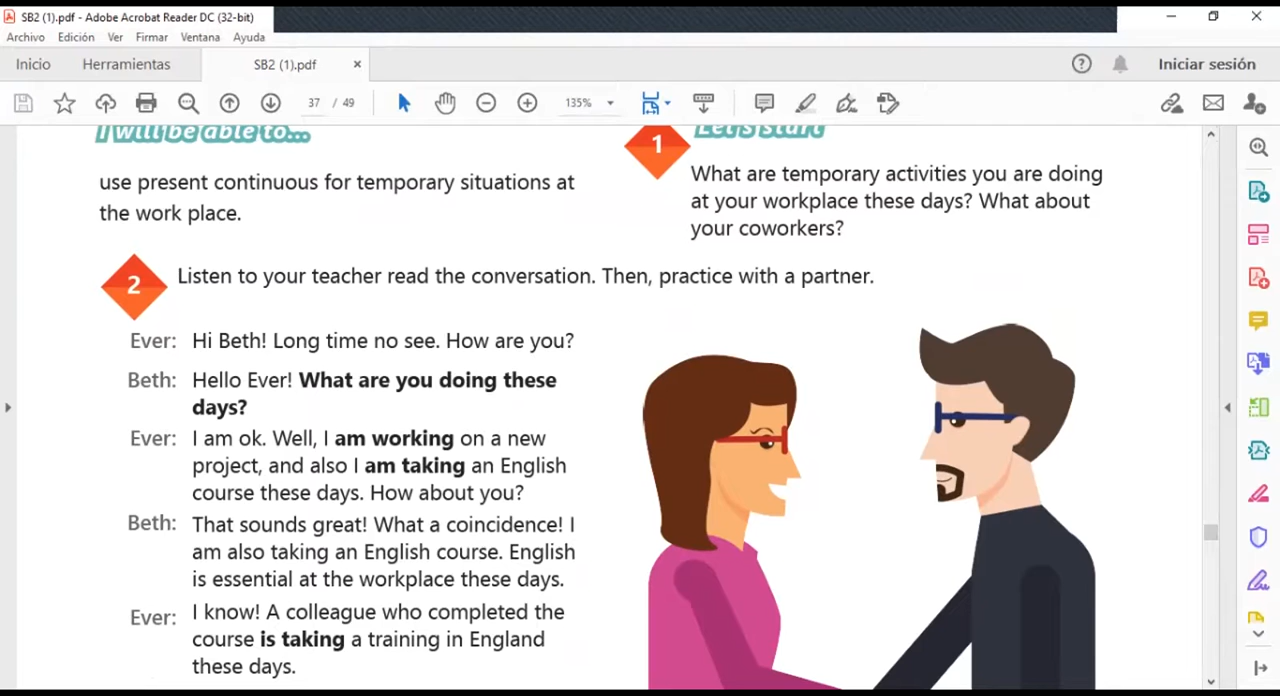 SB2 (1).pdf - Adobe Acrobat Reader DC (32-bit)
Archivo Edición Ver Firmar Ventana Ayuda
Inicio Herramientas SB2 (1).pdf × Iniciar sesión
37 / 49 135%
I will be able to...
use present continuous for temporary situations at
the work place.
1 Let's start
What are temporary activities you are doing
at your workplace these days? What about
your coworkers?
2 Listen to your teacher read the conversation. Then, practice with a partner.
Ever: Hi Beth! Long time no see. How are you?
Beth: Hello Ever! What are you doing these
days?
Ever: I am ok. Well, I am working on a new
project, and also I am taking an English
course these days. How about you?
Beth: That sounds great! What a coincidence! I
am also taking an English course. English
is essential at the workplace these days.
Ever: I know! A colleague who completed the
course is taking a training in England
these days.